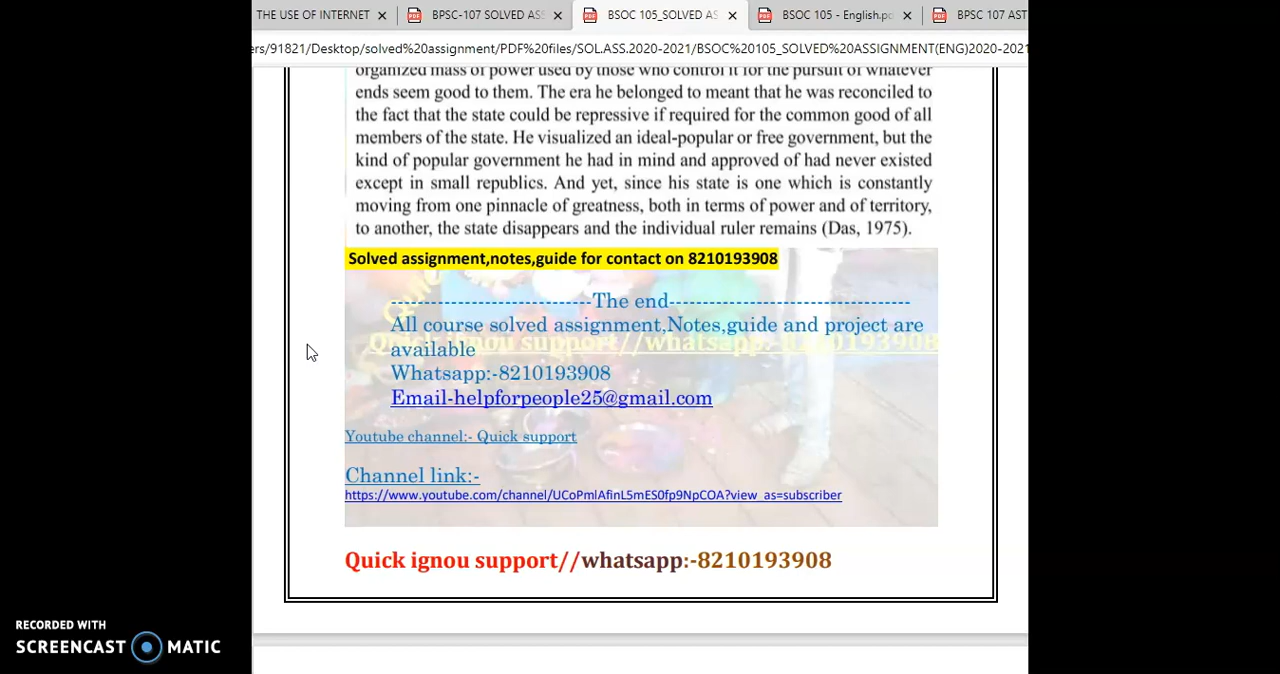 THE USE OF INTERNET
BPSC-107 SOLVED ASS
BSOC 105_SOLVED AS
BSOC 105 - English.pd
BPSC 107 AST
ers/91821/Desktop/solved%20assignment/PDF%20files/SOL.ASS.2020-2021/BSOC%20105_SOLVED%20ASSIGNMENT(ENG)2020-2021
organized mass of power used by those who control it for the pursuit of whatever
ends seem good to them. The era he belonged to meant that he was reconciled to
the fact that the state could be repressive if required for the common good of all
members of the state. He visualized an ideal-popular or free government, but the
kind of popular government he had in mind and approved of had never existed
except in small republics. And yet, since his state is one which is constantly
moving from one pinnacle of greatness, both in terms of power and of territory,
to another, the state disappears and the individual ruler remains (Das, 1975).
Solved assignment,notes,guide for contact on 8210193908
----------------------------The end---------------------------------
All course solved assignment,Notes,guide and project are
Quick ignou support//whatsapp:-8210193908
available
Whatsapp:-8210193908
Email-helpforpeople25@gmail.com
Youtube channel:- Quick support
Channel link:-
https://www.youtube.com/channel/UCoPmlAfinL5mES0fp9NpCOA?view_as=subscriber
Quick ignou support//whatsapp:-8210193908
RECORDED WITH
SCREENCAST MATIC